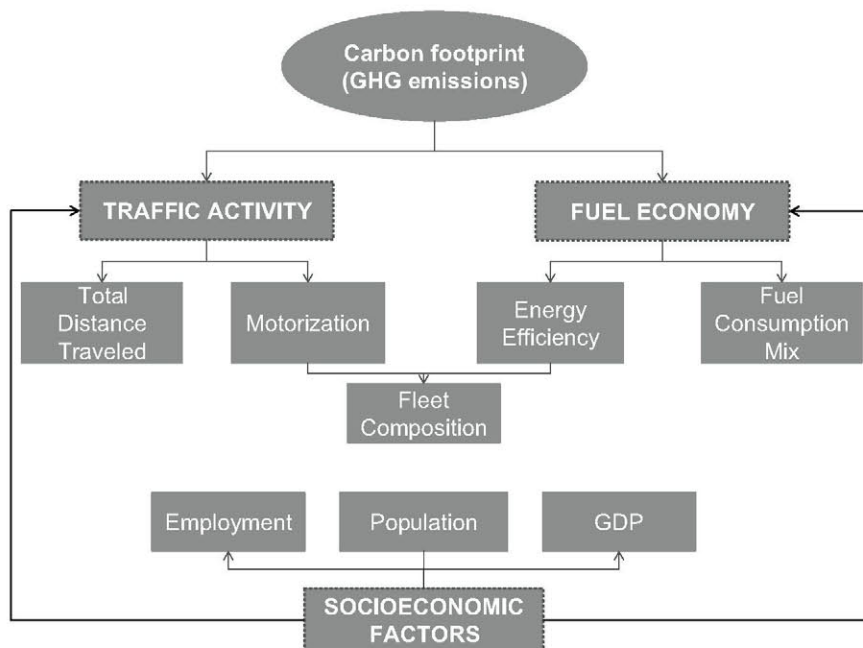 Carbon footprint
(GHG emissions)
TRAFFIC ACTIVITY
FUEL ECONOMY
Total
Distance
Traveled
Motorization
Energy
Efficiency
Fuel
Consumption
Mix
Fleet
Composition
Employment
Population
GDP
SOCIOECONOMIC
FACTORS